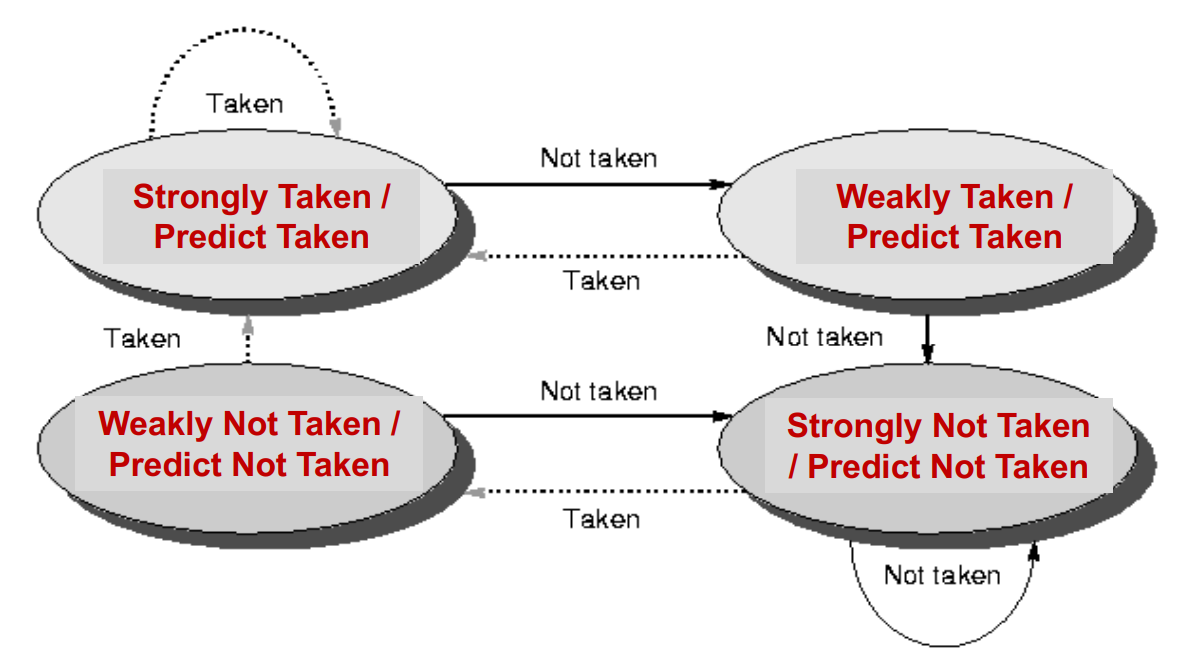 Taken
Not taken
Strongly Taken /
Predict Taken
Weakly Taken /
Predict Taken
Taken
Taken
Not taken
Not taken
Weakly Not Taken /
Predict Not Taken
Strongly Not Taken
/ Predict Not Taken
Taken
Not taken